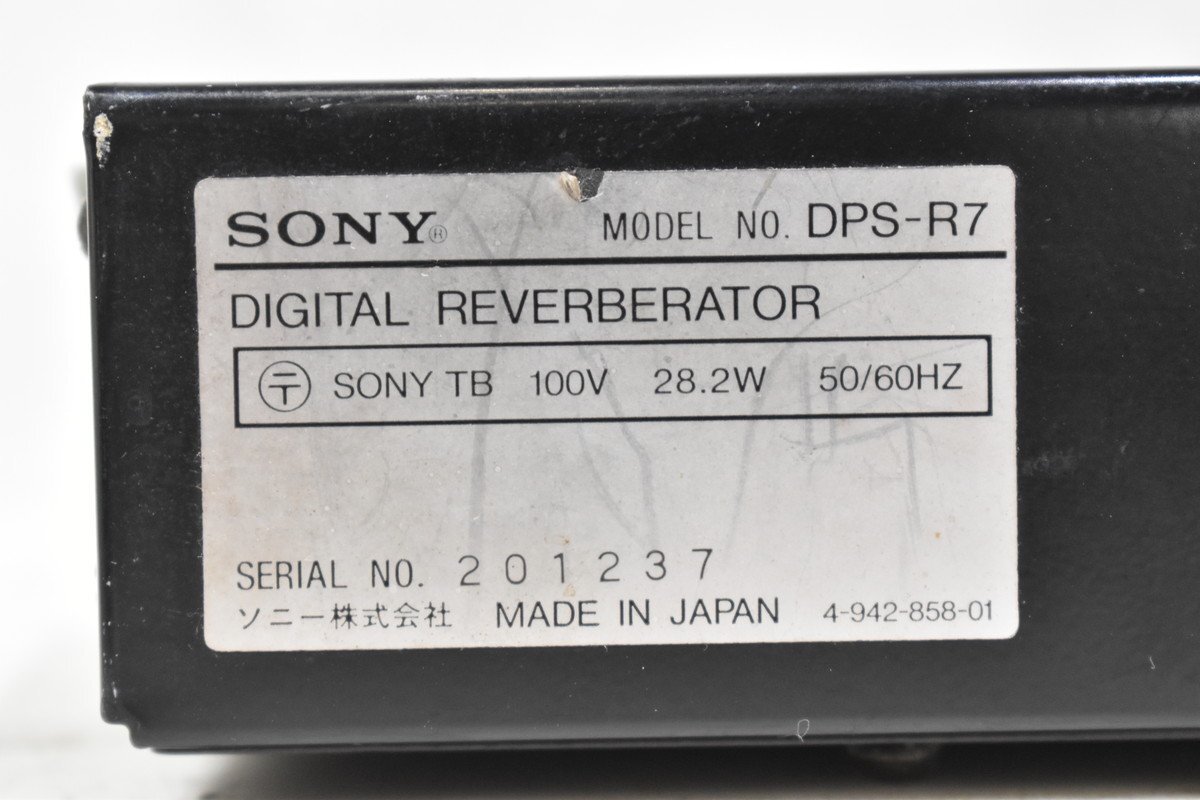 SONY® MODEL NO. DPS-R7
DIGITAL REVERBERATOR
〒 SONY TB 100V 28.2W 50/60HZ
SERIAL NO. 201237
ソニー株式会社 MADE IN JAPAN 4-942-858-01